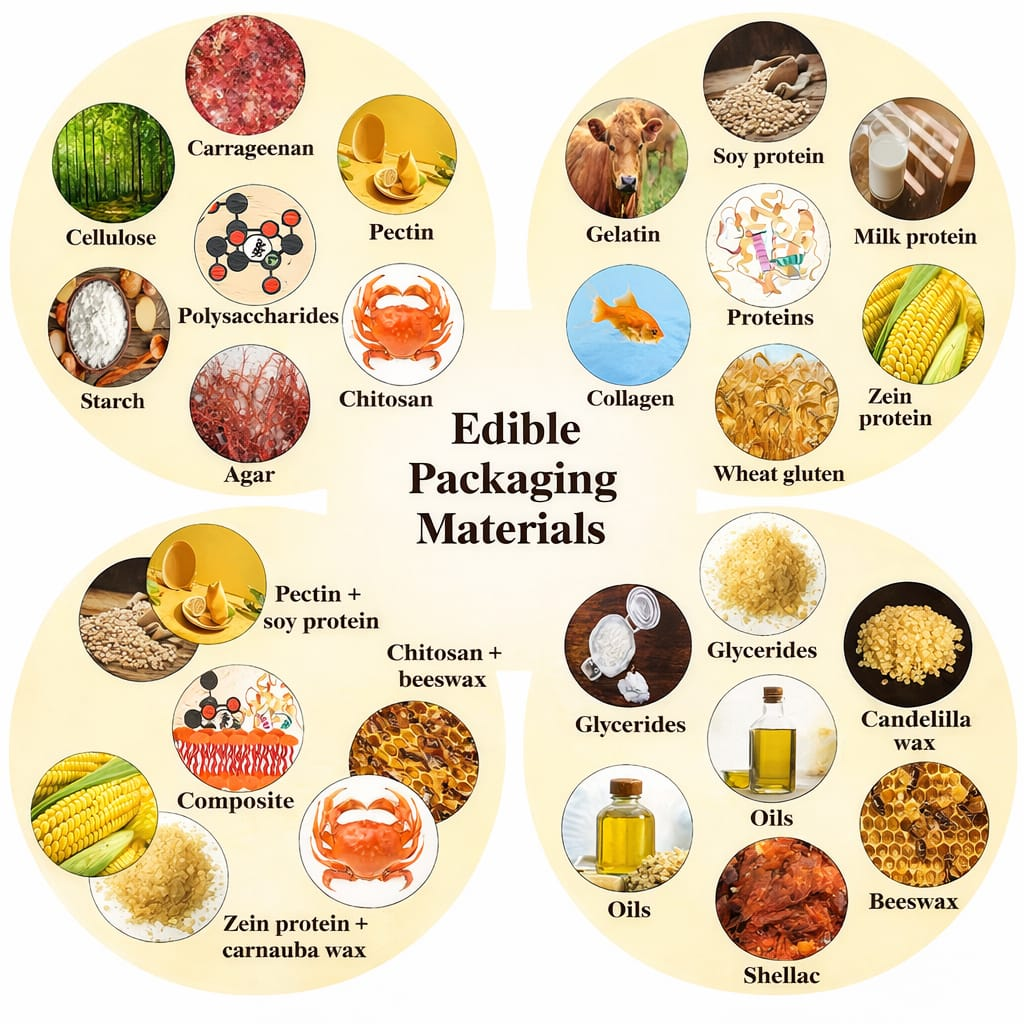 Carrageenan
Cellulose
Pectin
Polysaccharides
Starch
Chitosan
Agar
Soy protein
Gelatin
Milk protein
Proteins
Collagen
Zein
protein
Wheat gluten
Edible
Packaging
Materials
Pectin +
soy protein
Chitosan +
beeswax
Composite
Zein protein +
carnauba wax
Glycerides
Glycerides
Candelilla
wax
Oils
Oils
Beeswax
Shellac